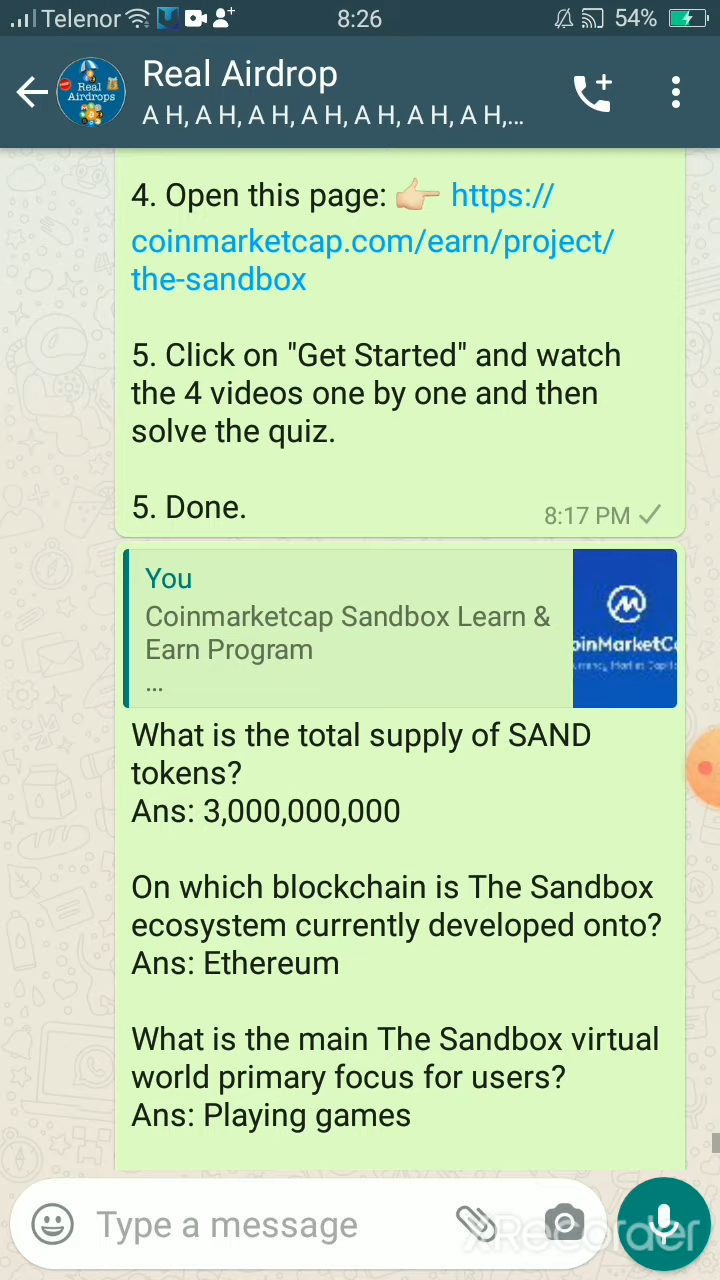 Telenor
8:26
54%
Real
Airdrops
Real Airdrop
A H, A H, A H, A H, A H, A H, A H,...
4. Open this page: 👉🏻 https://
coinmarketcap.com/earn/project/
the-sandbox
5. Click on "Get Started" and watch
the 4 videos one by one and then
solve the quiz.
5. Done.
8:17 PM
You
Coinmarketcap Sandbox Learn &
Earn Program
...
oinMarketC
What is the total supply of SAND
tokens?
Ans: 3,000,000,000
On which blockchain is The Sandbox
ecosystem currently developed onto?
Ans: Ethereum
What is the main The Sandbox virtual
world primary focus for users?
Ans: Playing games
Type a message
XRecorder